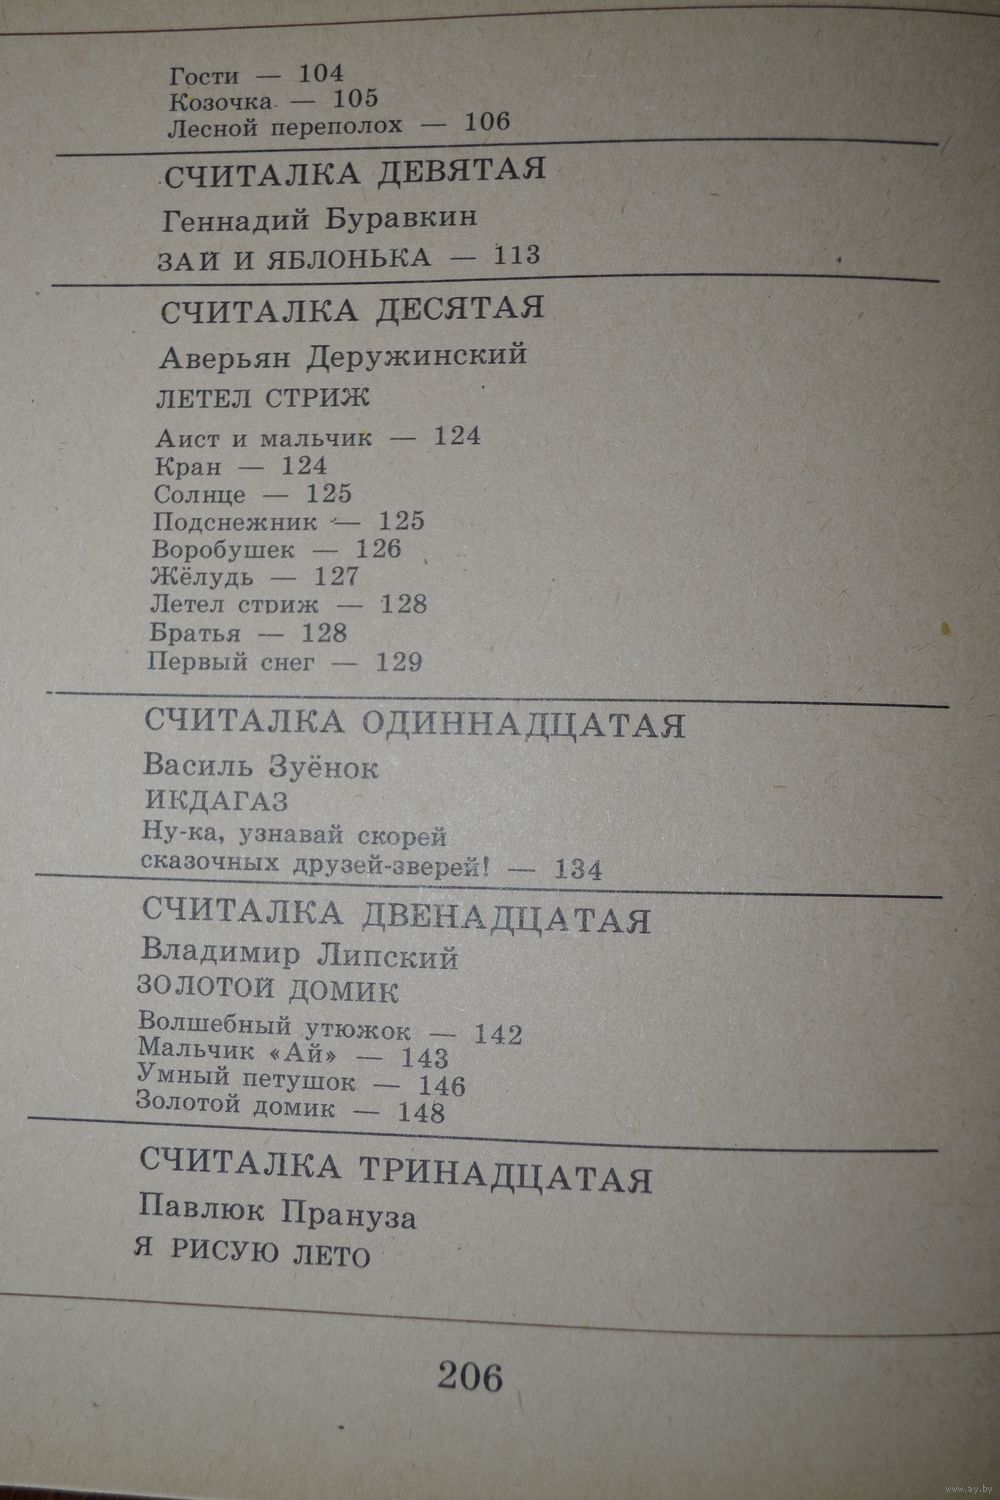 Гости — 104
Козочка — 105
Лесной переполох — 106
СЧИТАЛКА ДЕВЯТАЯ
Геннадий Буравкин
ЗАЙ И ЯБЛОНЬКА — 113
СЧИТАЛКА ДЕСЯТАЯ
Аверьян Деружинский
ЛЕТЕЛ СТРИЖ
Аист и мальчик — 124
Кран — 124
Солнце — 125
Подснежник — 125
Воробушек — 126
Жёлудь — 127
Летел стриж — 128
Братья — 128
Первый снег — 129
СЧИТАЛКА ОДИННАДЦАТАЯ
Василь Зуёнок
ИКДАГАЗ
Ну-ка, узнавай скорей
сказочных друзей-зверей! — 134
СЧИТАЛКА ДВЕНАДЦАТАЯ
Владимир Липский
ЗОЛОТОЙ ДОМИК
Волшебный утюжок — 142
Мальчик «Ай» — 143
Умный петушок — 146
Золотой домик — 148
СЧИТАЛКА ТРИНАДЦАТАЯ
Павлюк Прануза
Я РИСУЮ ЛЕТО
206
www.ay.by